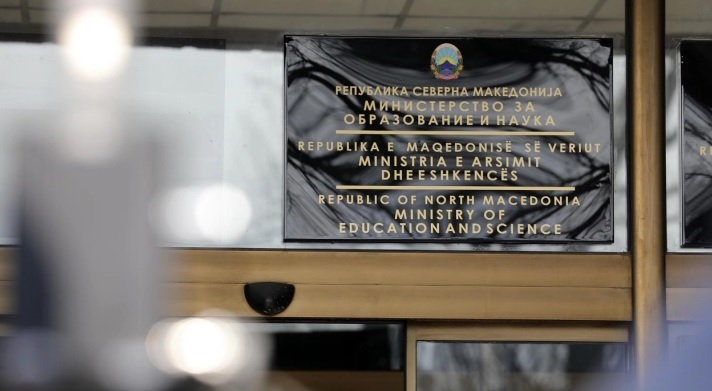 РЕПУБЛИКА СЕВЕРНА МАКЕДОНИЈА
МИНИСТЕРСТВО ЗА
ОБРАЗОВАНИЕ И НАУКА
REPUBLIKA E MAQEDONISË SË VERIUT
MINISTRIA E ARSIMIT
DHE ESHKENCËS
REPUBLIC OF NORTH MACEDONIA
MINISTRY OF
EDUCATION AND SCIENCE